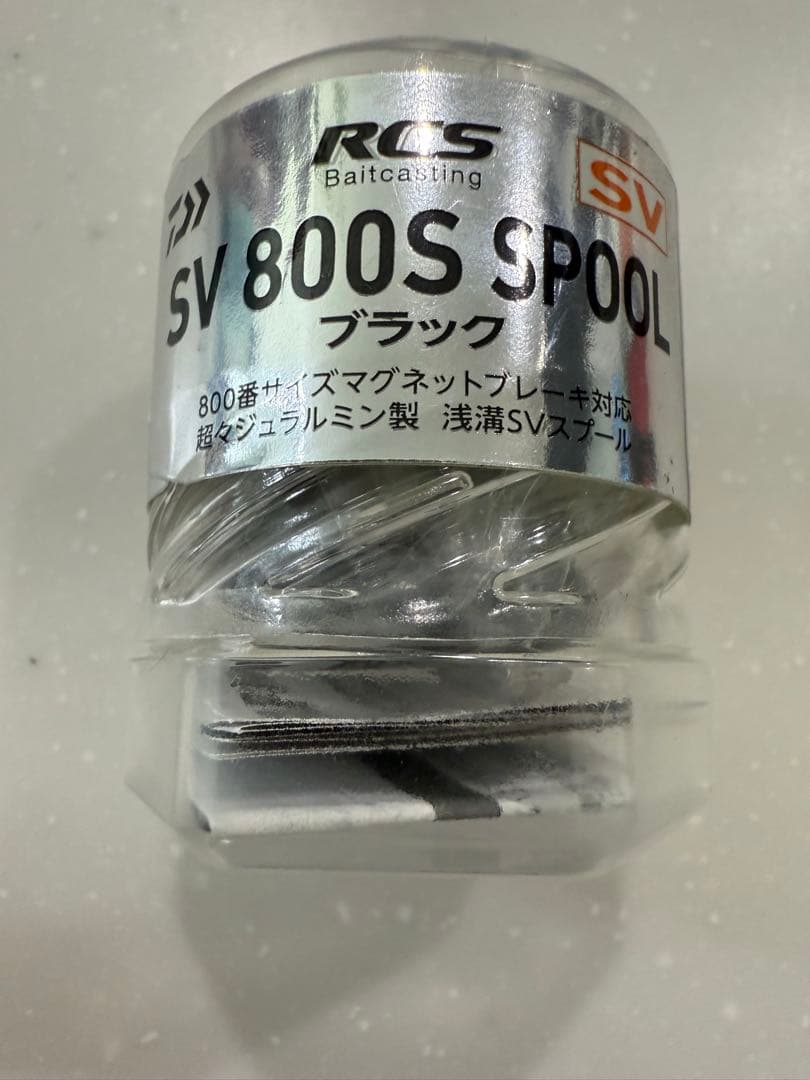 RCS
Baitcasting
SV
SV 800S SPOOL
ブラック
800番サイズマグネットブレーキ対応
超々ジュラルミン製 浅溝SVスプール